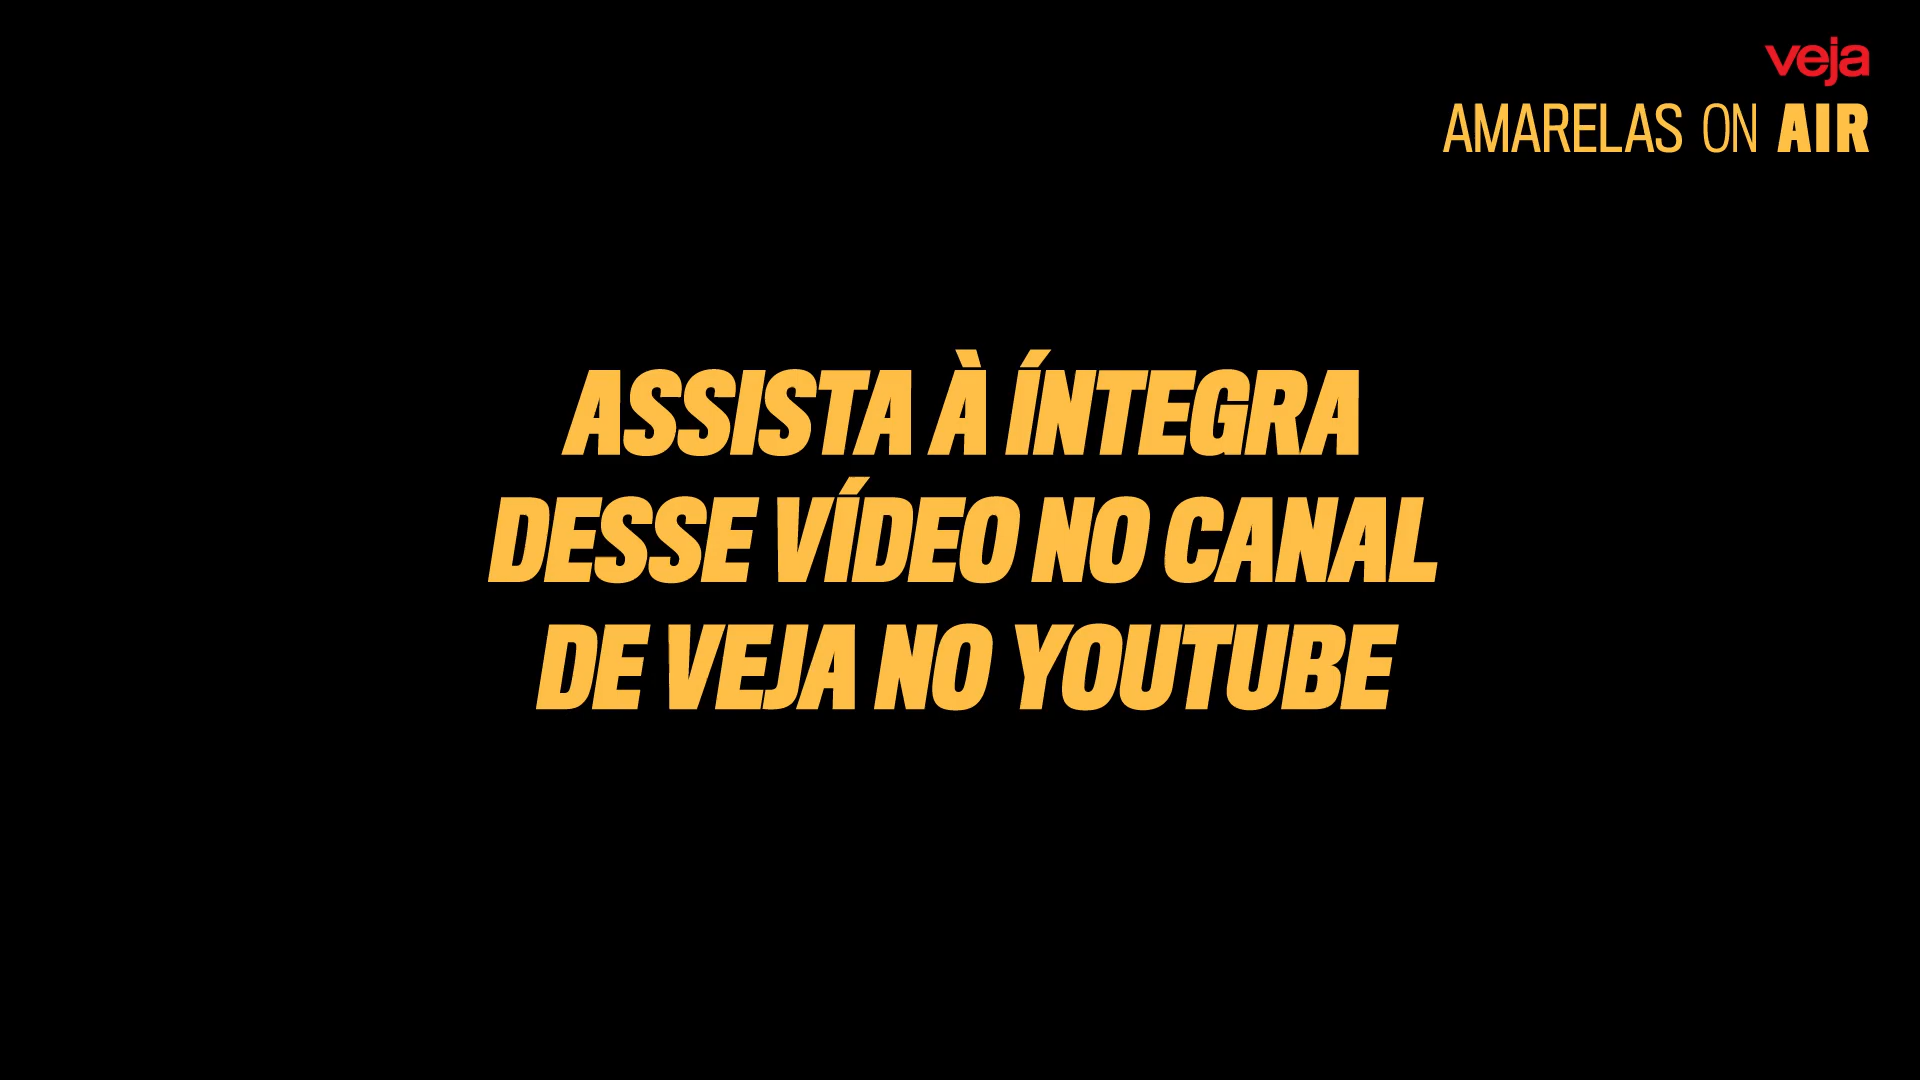 veja
AMARELAS ON AIR
ASSISTA À ÍNTEGRA
DESSE VÍDEO NO CANAL
DE VEJA NO YOUTUBE